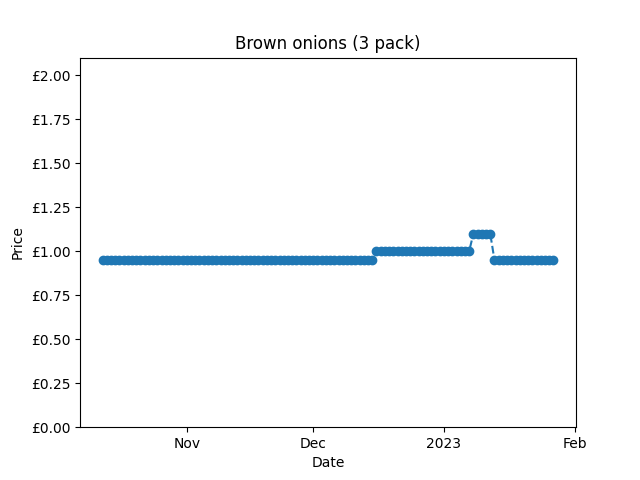 Brown onions (3 pack)
£2.00
£1.75
£1.50
£1.25
£1.00
£0.75
£0.50
£0.25
£0.00
Price
Nov Dec 2023 Feb
Date